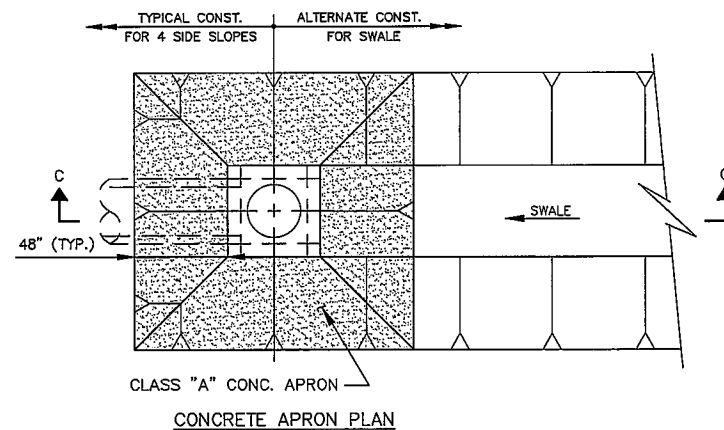 TYPICAL CONST.
FOR 4 SIDE SLOPES
ALTERNATE CONST.
FOR SWALE
C
C
SWALE
48" (TYP.)
CLASS "A" CONC. APRON
CONCRETE APRON PLAN